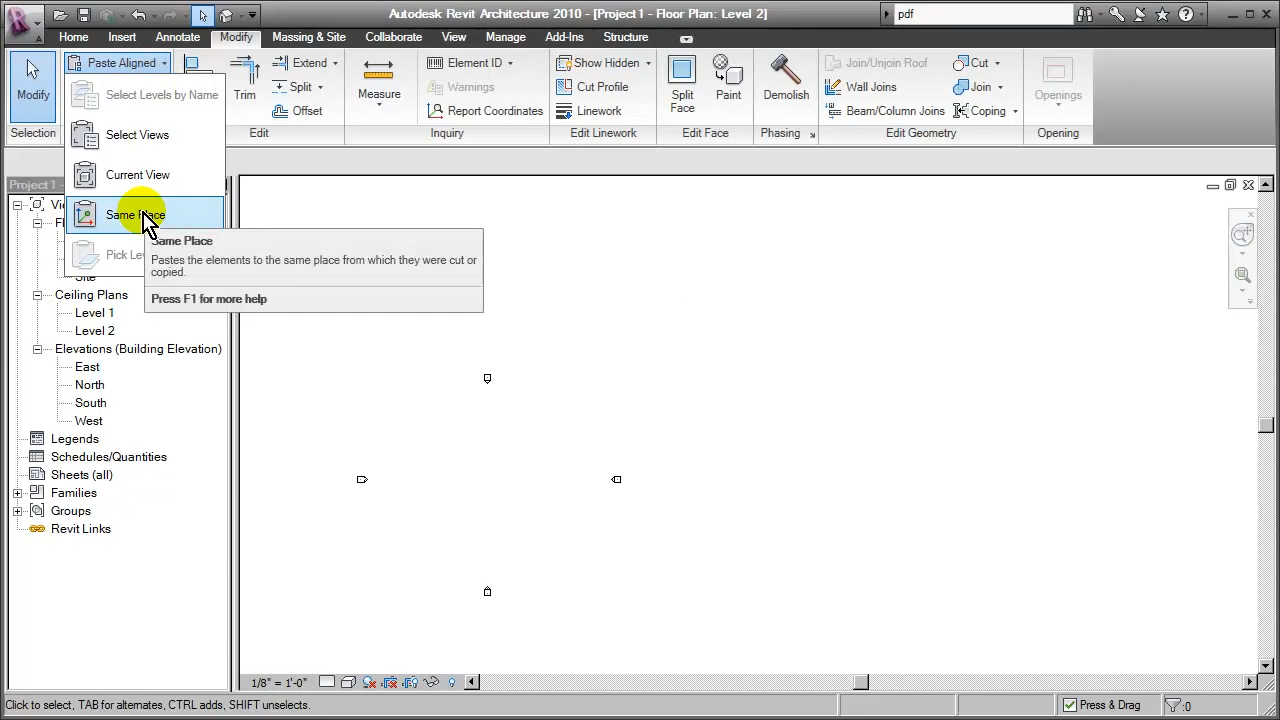 Autodesk Revit Architecture 2010 - [Project1 - Floor Plan: Level 2]
pdf
Home Insert Annotate Modify Massing & Site Collaborate View Manage Add-Ins Structure
Modify
Selection
Paste Aligned
Select Levels by Name
Select Views
Current View
Same Place
Pick Lev
Same Place
Pastes the elements to the same place from which they were cut or
copied.
Press F1 for more help
Trim
Extend
Split
Offset
Edit
Measure
Element ID
Warnings
Report Coordinates
Inquiry
Show Hidden
Cut Profile
Linework
Edit Linework
Split
Face
Paint
Edit Face
Demolish
Phasing
Join/Unjoin Roof
Wall Joins
Beam/Column Joins
Cut
Join
Coping
Edit Geometry
Openings
Opening
Project1 -
Site
Ceiling Plans
Level 1
Level 2
Elevations (Building Elevation)
East
North
South
West
Legends
Schedules/Quantities
Sheets (all)
Families
Groups
Revit Links
1/8" = 1'-0"
Click to select, TAB for alternates, CTRL adds, SHIFT unselects.
Press & Drag
:0